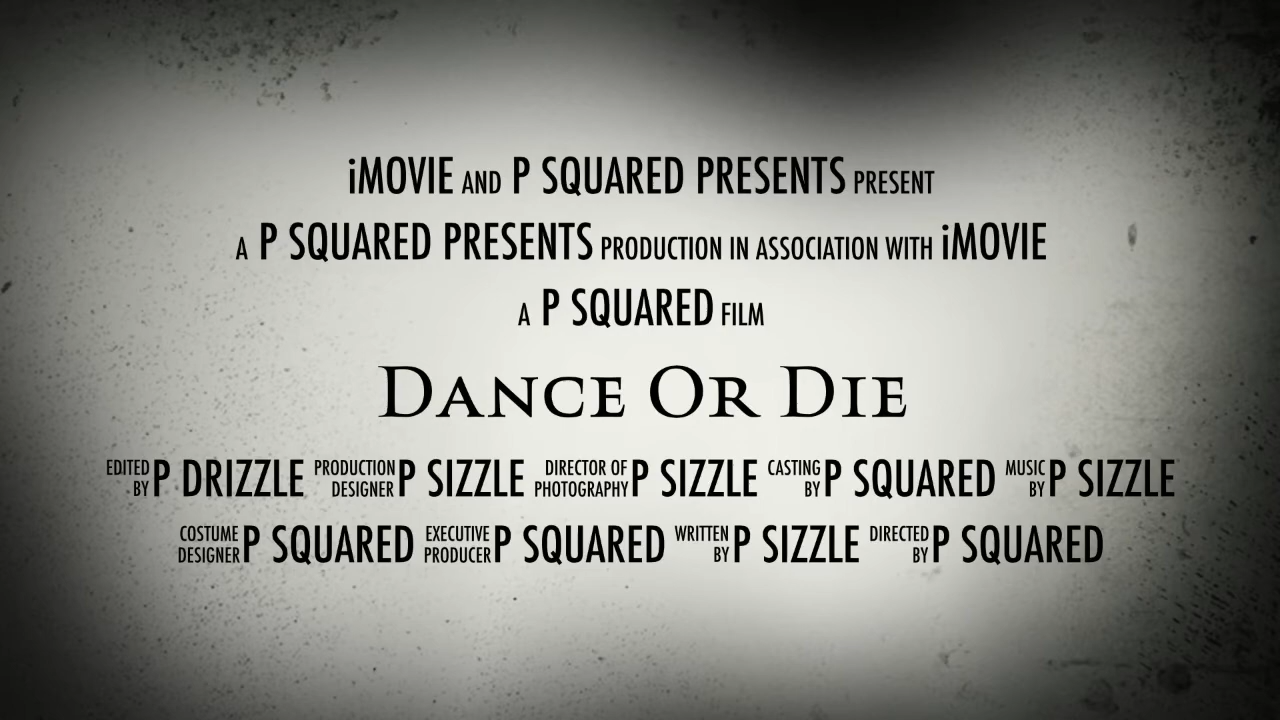 iMOVIE AND P SQUARED PRESENTS PRESENT
A P SQUARED PRESENTS PRODUCTION IN ASSOCIATION WITH iMOVIE
A P SQUARED FILM
DANCE OR DIE
EDITED BY P DRIZZLE PRODUCTION DESIGNER P SIZZLE DIRECTOR OF PHOTOGRAPHY P SIZZLE CASTING BY P SQUARED MUSIC BY P SIZZLE
COSTUME DESIGNER P SQUARED EXECUTIVE PRODUCER P SQUARED WRITTEN BY P SIZZLE DIRECTED BY P SQUARED